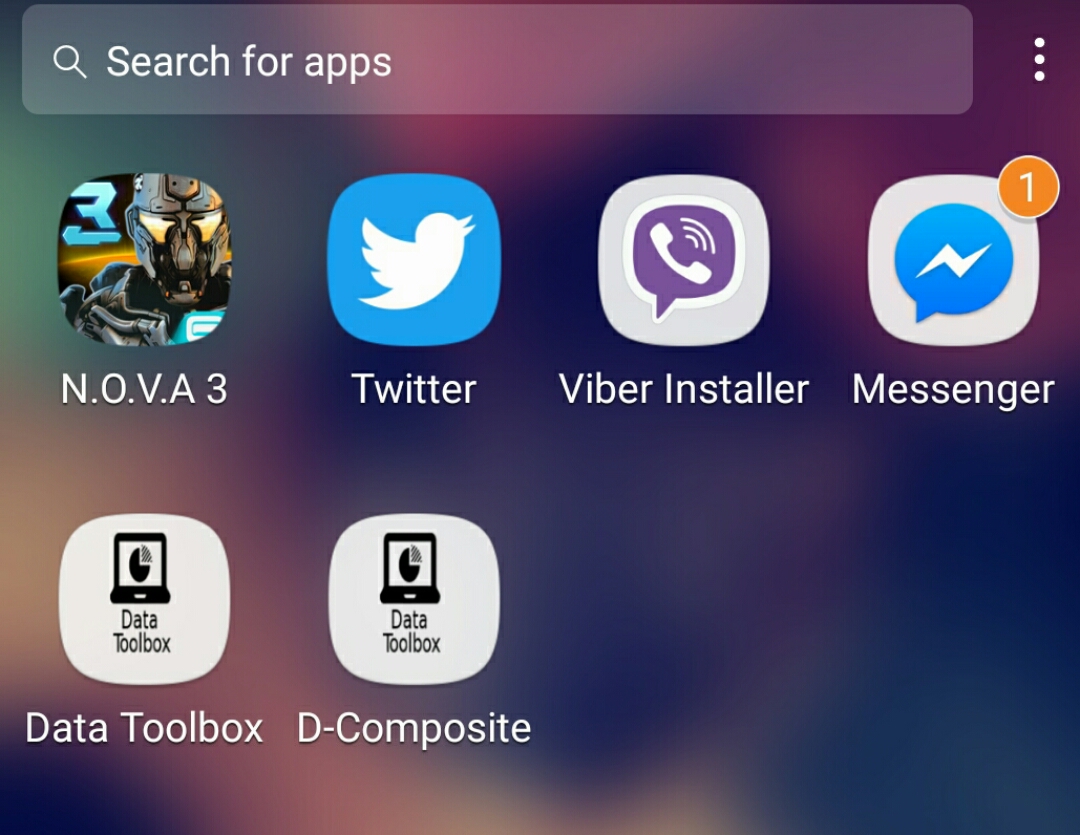 Search for apps
3
1
N.O.V.A 3
Twitter
Viber Installer
Messenger
Data
Toolbox
Data
Toolbox
Data Toolbox
D-Composite